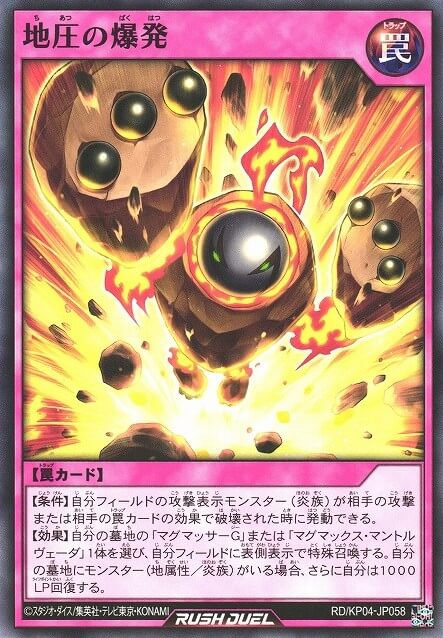 地圧の爆発
トラップ
罠
【罠カード】
【条件】自分フィールドの攻撃表示モンスター（炎族）が相手の攻撃
または相手の罠カードの効果で破壊された時に発動できる。
【効果】自分の墓地の「マグマッサーG」または「マグマックス・マントル
ヴェーダ」1体を選び、自分フィールドに表側表示で特殊召喚する。自分
の墓地にモンスター（地属性／炎族）がいる場合、さらに自分は1000
LP回復する。
©スタジオ・ダイス/集英社・テレビ東京・KONAMI RUSH DUEL RD/KP04-JP058